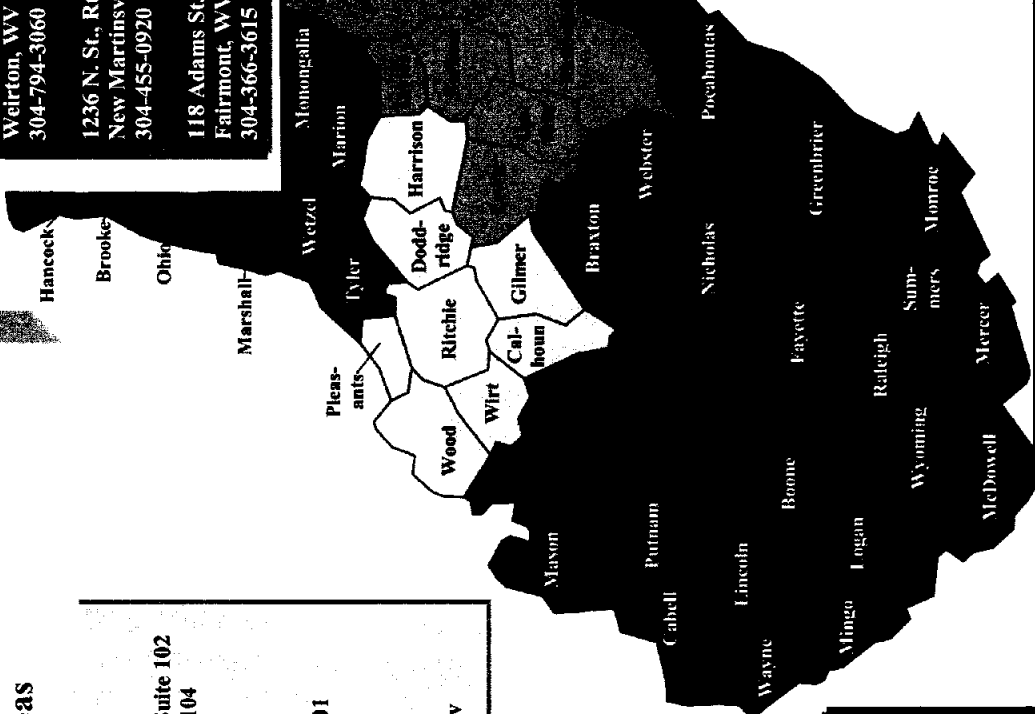 Weirton, WV
304-794-3060
1236 N. St., Rt
New Martinsv
304-455-0920
118 Adams St.
Fairmont, WV
304-366-3615
Hancock
Brooke
Ohio
Marshall
Monongalia
Marion
Wetzel
Tyler
Harrison
Dodd-
ridge
Pleas-
ants
Ritchie
Gilmer
Cal-
houn
Wirt
Wood
Pocahontas
Webster
Braxton
Greenbrier
Nicholas
Monroe
Sum-
mers
Fayette
Raleigh
Mercer
Mason
Putnam
Boone
Wyoming
McDowell
Cabell
Lincoln
Logan
Wayne
Mingo
eas
uite 102
104
01
y